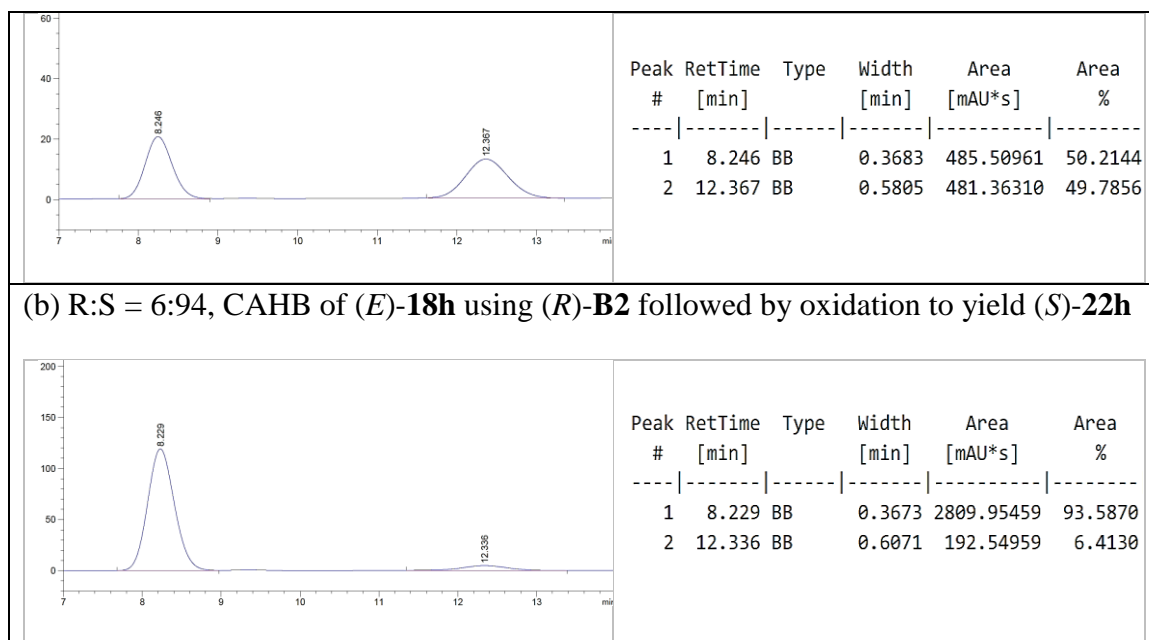 60
40
20
0
8.246
12.367
7 8 9 10 11 12 13 min
Peak RetTime Type Width Area Area
# [min] [min] [mAU*s] %
----|-------|------|-------|----------|--------
1 8.246 BB 0.3683 485.50961 50.2144
2 12.367 BB 0.5805 481.36310 49.7856
(b) R:S = 6:94, CAHB of (E)-18h using (R)-B2 followed by oxidation to yield (S)-22h
200
150
100
50
0
8.229
12.336
7 8 9 10 11 12 13 min
Peak RetTime Type Width Area Area
# [min] [min] [mAU*s] %
----|-------|------|-------|----------|--------
1 8.229 BB 0.3673 2809.95459 93.5870
2 12.336 BB 0.6071 192.54959 6.4130